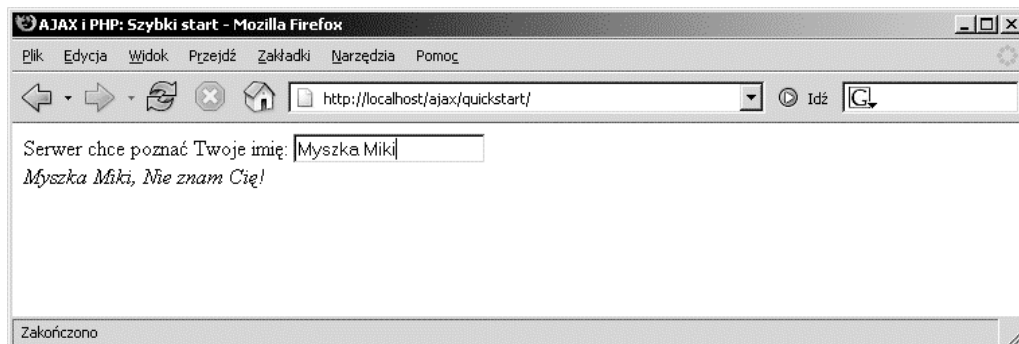 AJAX i PHP: Szybki start - Mozilla Firefox
Plik Edycja Widok Przejdź Zakładki Narzędzia Pomoc
http://localhost/ajax/quickstart/ Idź G
Serwer chce poznać Twoje imię: Myszka Miki
Myszka Miki, Nie znam Cię!
Zakończono